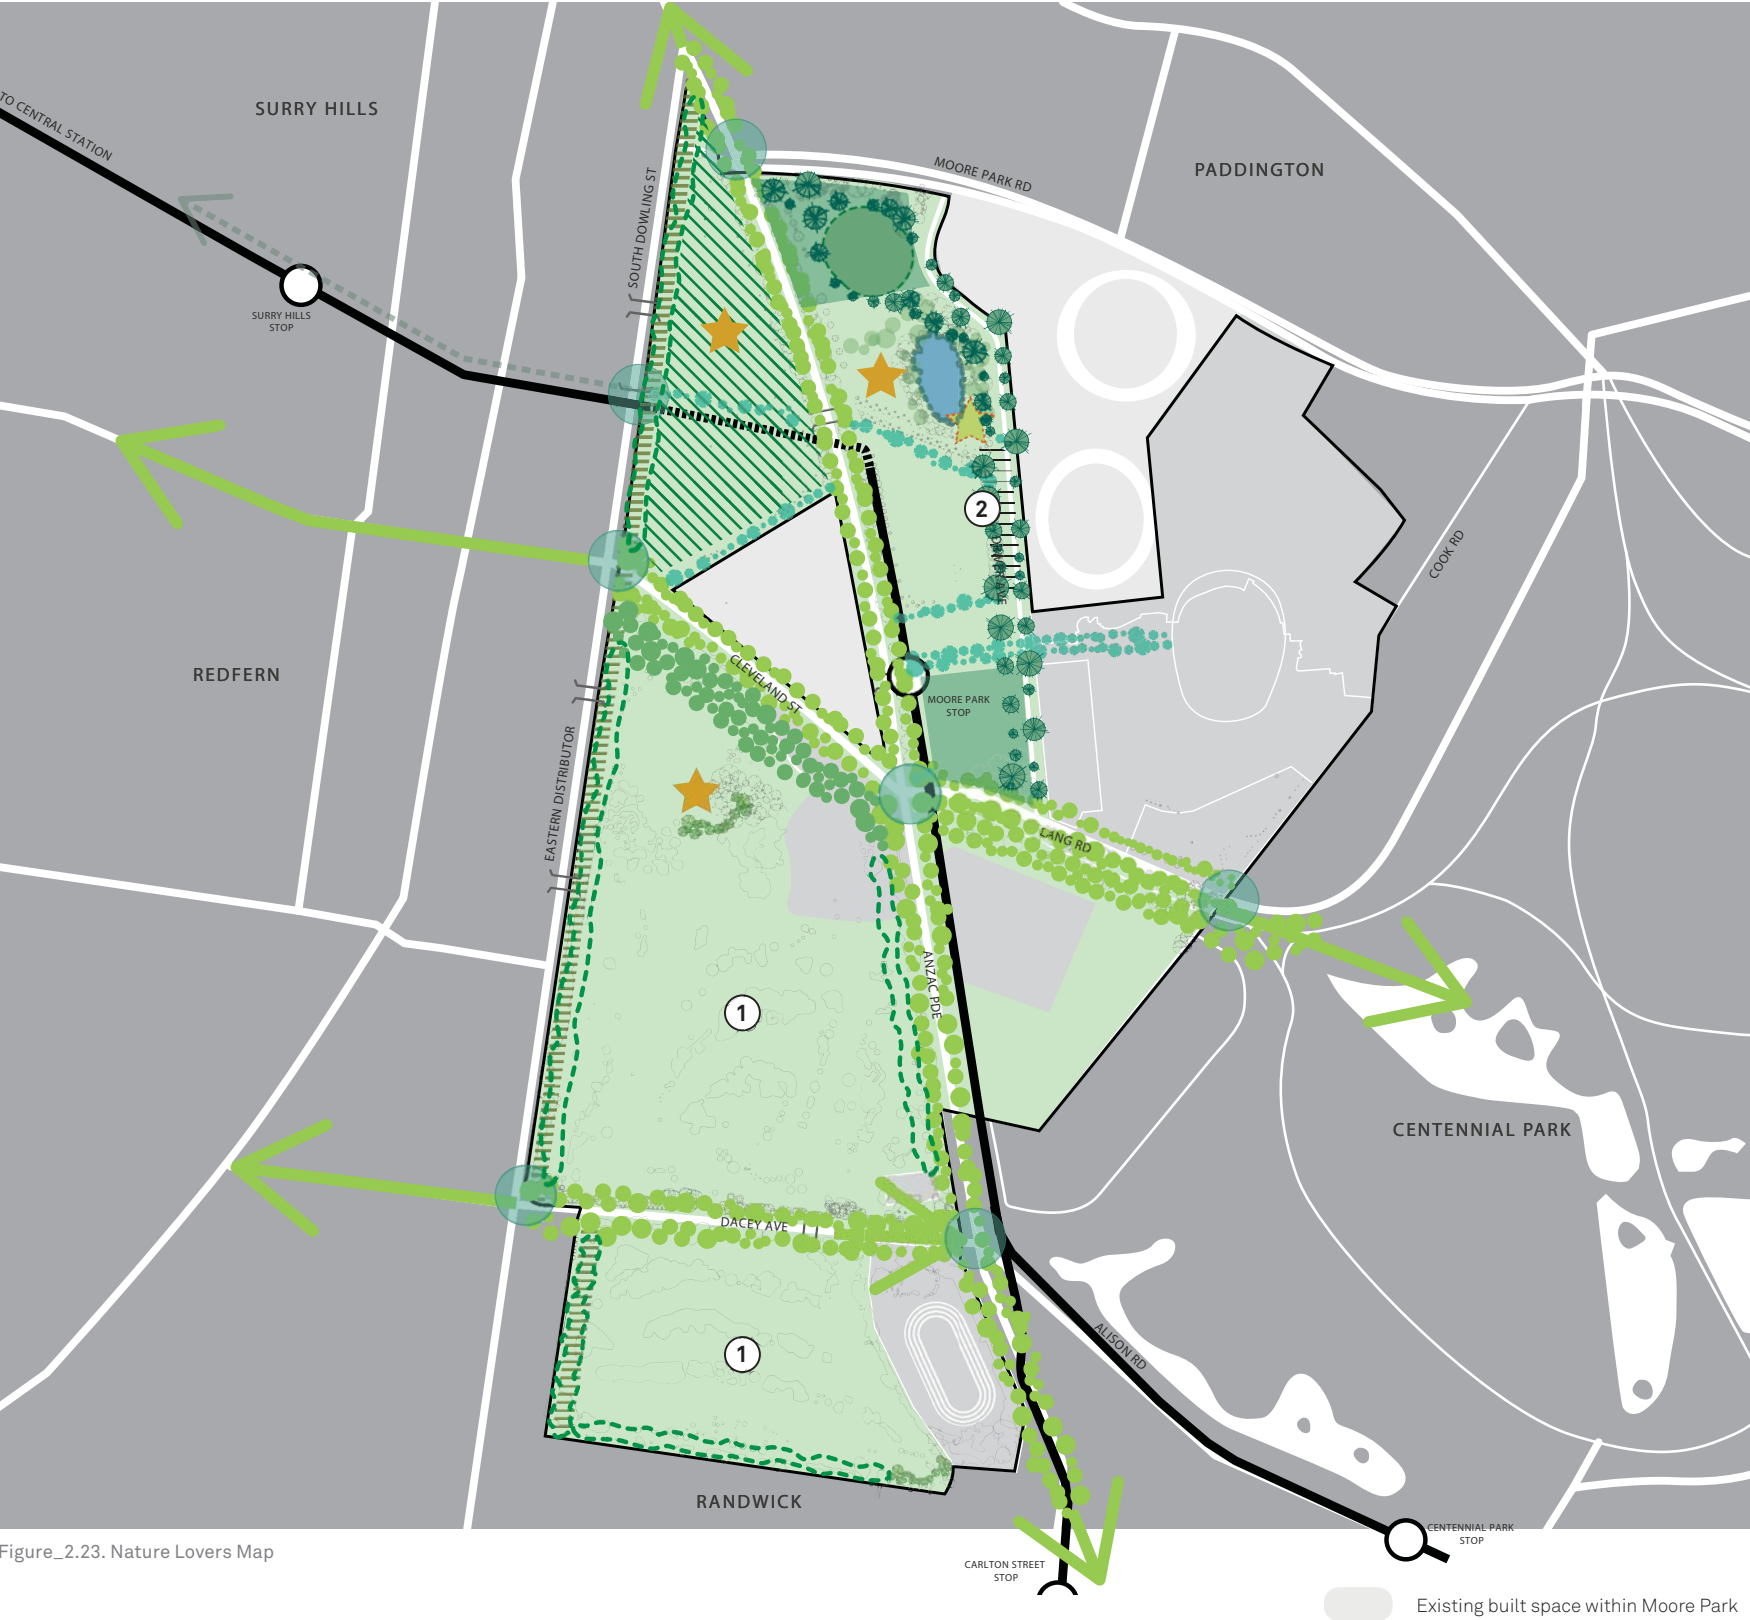 TO CENTRAL STATION
SURRY HILLS
MOORE PARK RD
PADDINGTON
SOUTH DOWLING ST
SURRY HILLS
STOP
2
DRIVER AVE
COOK RD
REDFERN
CLEVELAND ST
MOORE PARK
STOP
EASTERN DISTRIBUTOR
LANG RD
ANZAC PDE
1
CENTENNIAL PARK
DACEY AVE
1
ALISON RD
RANDWICK
CENTENNIAL PARK
STOP
Figure_2.23. Nature Lovers Map
CARLTON STREET
STOP
Existing built space within Moore Park